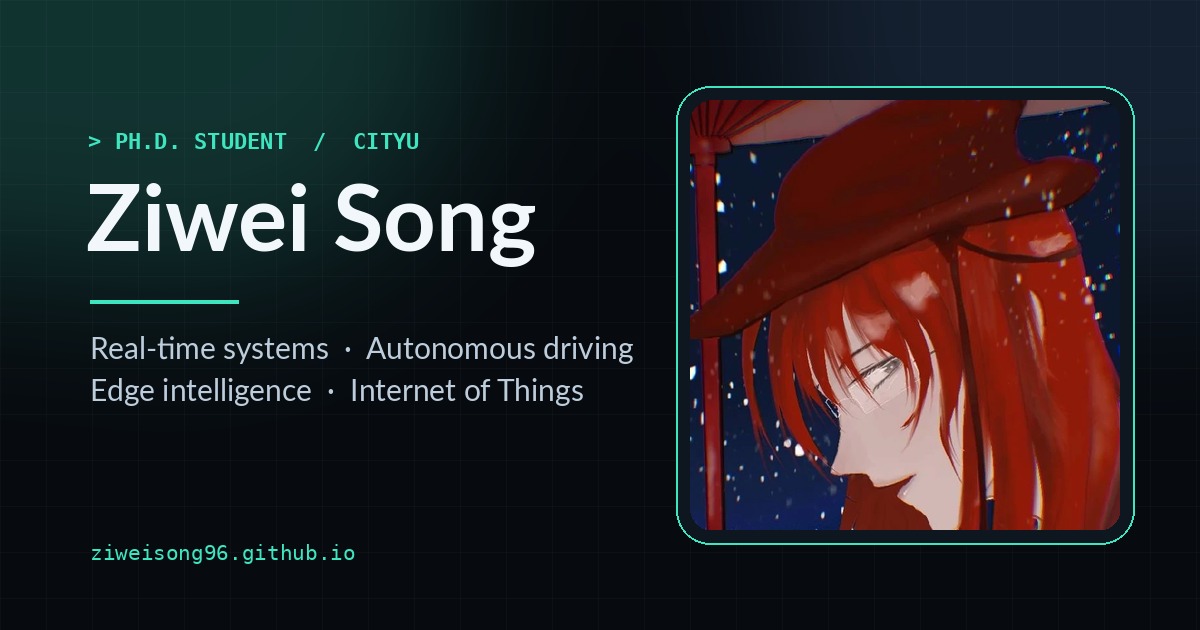 > PH.D. STUDENT / CITYU
Ziwei Song
Real-time systems · Autonomous driving
Edge intelligence · Internet of Things
ziweisong96.github.io